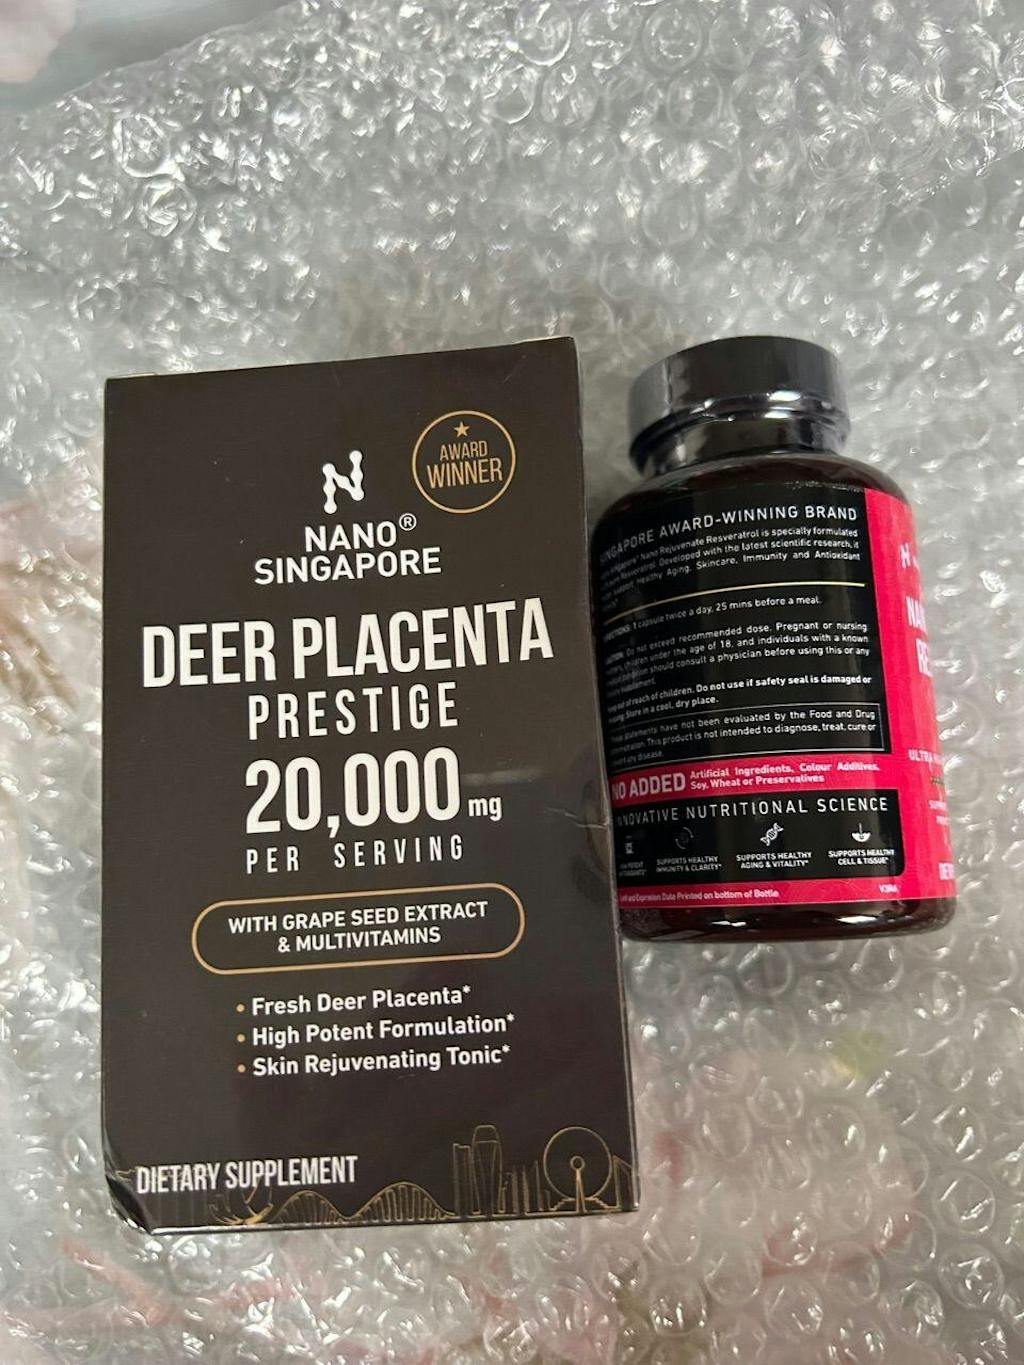 AWARD
WINNER
NANO®
SINGAPORE
DEER PLACENTA
PRESTIGE
20,000 mg
PER SERVING
WITH GRAPE SEED EXTRACT
& MULTIVITAMINS
• Fresh Deer Placenta*
• High Potent Formulation*
• Skin Rejuvenating Tonic*
DIETARY SUPPLEMENT
SINGAPORE AWARD-WINNING BRAND
Singapore® Nano Rejuvenate Resveratrol is specially formulated
Resveratrol. Developed with the latest scientific research, it
support Healthy Aging, Skincare, Immunity and Antioxidant
1 capsule twice a day, 25 mins before a meal.
Do not exceed recommended dose. Pregnant or nursing
children under the age of 18, and individuals with a known
should consult a physician before using this or any
out of reach of children. Do not use if safety seal is damaged or
Store in a cool, dry place.
statements have not been evaluated by the Food and Drug
This product is not intended to diagnose, treat, cure or
any disease.
NO ADDED Artificial Ingredients, Colour Additives,
Soy, Wheat or Preservatives
INNOVATIVE NUTRITIONAL SCIENCE
SUPPORTS HEALTHY
IMMUNITY & CLARITY*
SUPPORTS HEALTHY
AGING & VITALITY*
SUPPORTS HEALTHY
CELL & TISSUE*
and Expiration Date Printed on bottom of Bottle